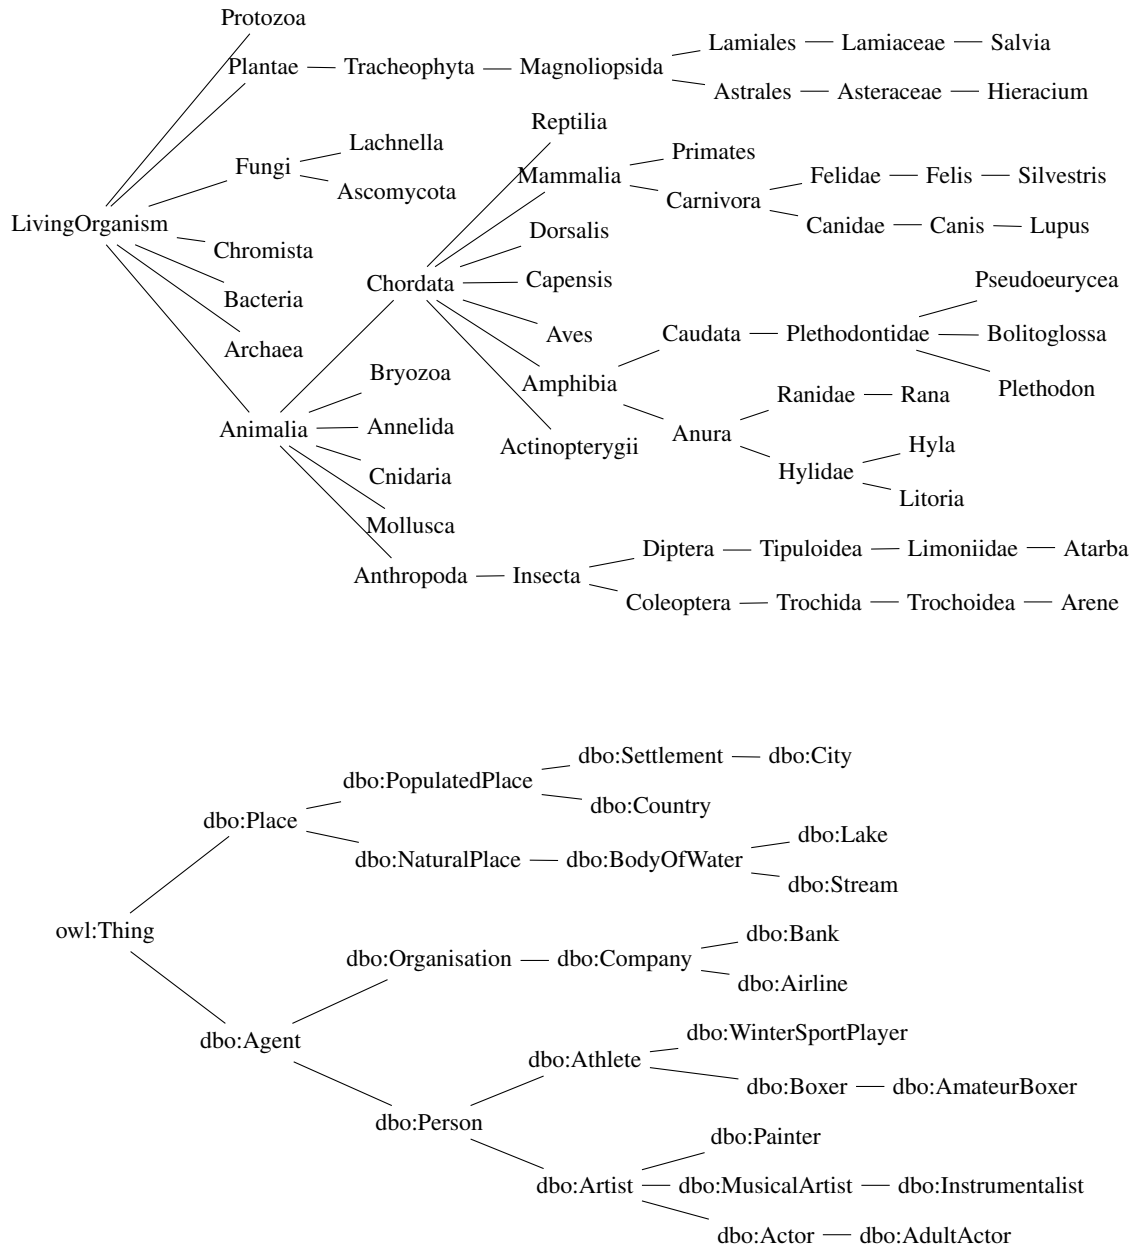 Protozoa
Lamiales Lamiaceae Salvia
Plantae Tracheophyta Magnoliopsida
Astrales Asteraceae Hieracium
Reptilia
Lachnella
Primates
Fungi
Mammalia
Felidae Felis Silvestris
Ascomycota
Carnivora
LivingOrganism
Canidae Canis Lupus
Dorsalis
Chromista
Capensis
Pseudoeurycea
Chordata
Bacteria
Aves
Caudata Plethodontidae Bolitoglossa
Archaea
Bryozoa
Amphibia
Plethodon
Ranidae Rana
Annelida
Animalia
Anura
Actinopterygii
Hyla
Hylidae
Cnidaria
Litoria
Mollusca
Diptera Tipuloidea Limoniidae Atarba
Anthropoda Insecta
Coleoptera Trochida Trochoidea Arene
dbo:Settlement dbo:City
dbo:PopulatedPlace
dbo:Country
dbo:Place
dbo:Lake
dbo:NaturalPlace dbo:BodyOfWater
dbo:Stream
owl:Thing
dbo:Bank
dbo:Organisation dbo:Company
dbo:Airline
dbo:WinterSportPlayer
dbo:Agent
dbo:Athlete
dbo:Boxer dbo:AmateurBoxer
dbo:Person
dbo:Painter
dbo:Artist dbo:MusicalArtist dbo:Instrumentalist
dbo:Actor dbo:AdultActor